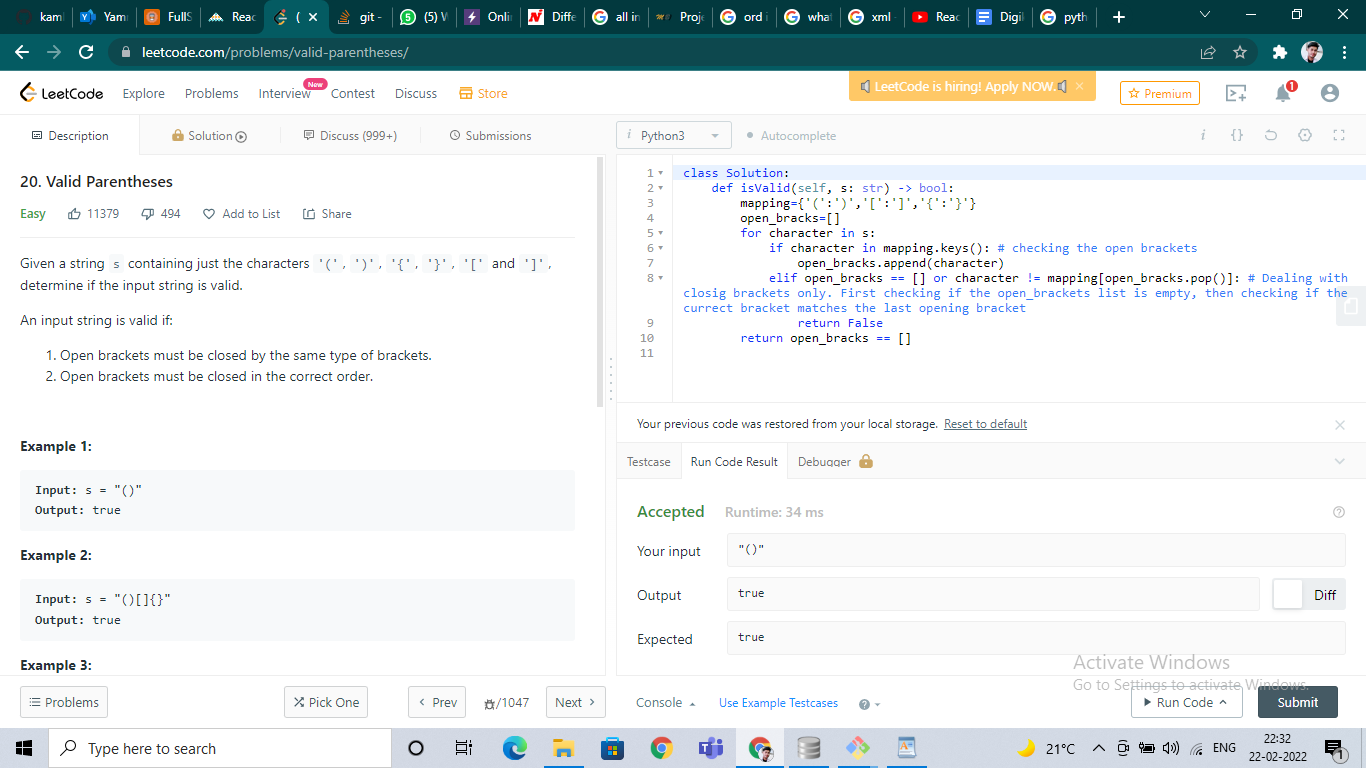 kaml
Yam
FullS
Reac
(
git -
(5) W
Onli
Diffe
all in
Proj
ord i
what
xml
Reac
Digil
pyth
leetcode.com/problems/valid-parentheses/
LeetCode
Explore
Problems
Interview
New
Contest
Discuss
Store
LeetCode is hiring! Apply NOW.
Premium
1
Description
Solution
Discuss (999+)
Submissions
i Python3
Autocomplete
i {}
20. Valid Parentheses
Easy 11379 494 Add to List Share
Given a string s containing just the characters '(', ')', '{', '}', '[' and ']',
determine if the input string is valid.
An input string is valid if:
1. Open brackets must be closed by the same type of brackets.
2. Open brackets must be closed in the correct order.
Example 1:
Input: s = "()"
Output: true
Example 2:
Input: s = "()[]{}"
Output: true
Example 3:
1 class Solution:
2 def isValid(self, s: str) -> bool:
3 mapping={'(':')','[':']','{':'}'}
4 open_bracks=[]
5 for character in s:
6 if character in mapping.keys(): # checking the open brackets
7 open_bracks.append(character)
8 elif open_bracks == [] or character != mapping[open_bracks.pop()]: # Dealing with
closig brackets only. First checking if the open_brackets list is empty, then checking if the
currect bracket matches the last opening bracket
9 return False
10 return open_bracks == []
11
Your previous code was restored from your local storage. Reset to default
Testcase
Run Code Result
Debugger
Accepted Runtime: 34 ms
Your input "()"
Output true Diff
Expected true
Activate Windows
Go to Settings to activate Windows.
Problems
Pick One
Prev
/1047
Next
Console
Use Example Testcases
Run Code
Submit
Type here to search
21°C
ENG
22:32
22-02-2022
1